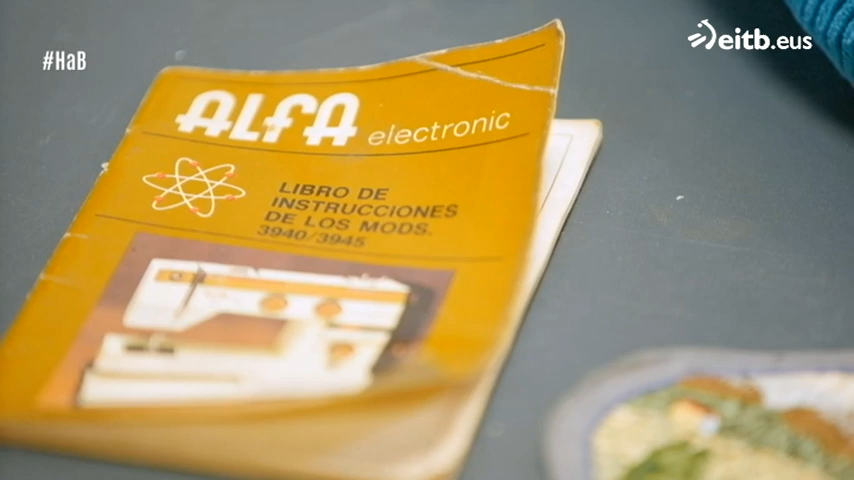 #HaB
eitb.eus
ALFA electronic
LIBRO DE
INSTRUCCIONES
DE LOS MODS.
3940/3945